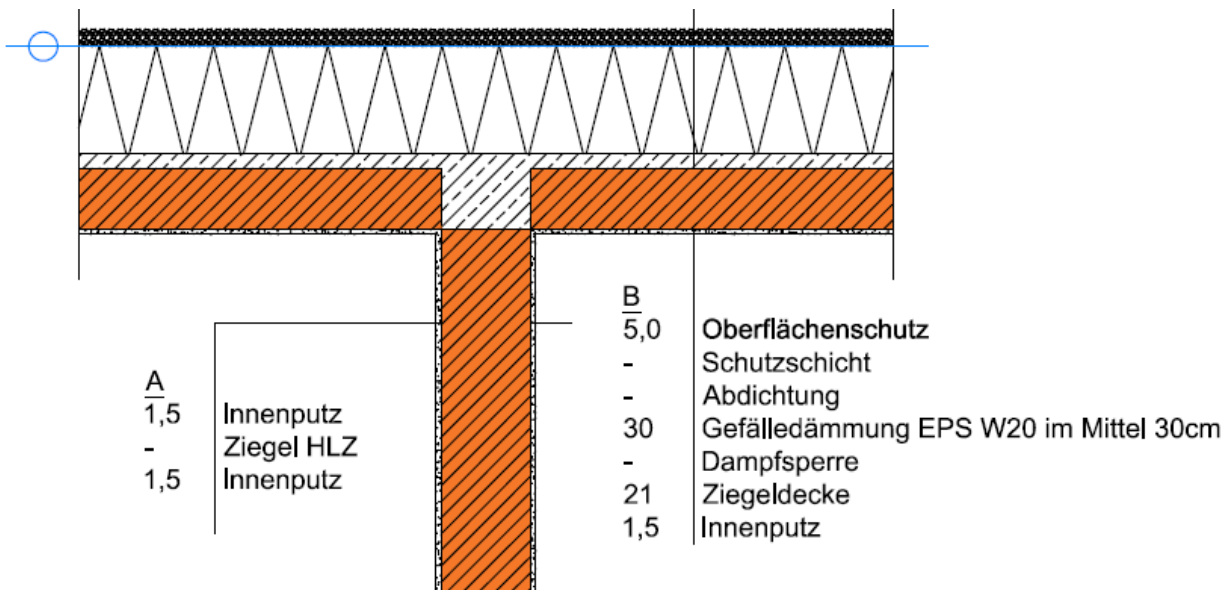 A
1,5 Innenputz
- Ziegel HLZ
1,5 Innenputz
B
5,0 Oberflächenschutz
- Schutzschicht
- Abdichtung
30 Gefälledämmung EPS W20 im Mittel 30cm
- Dampfsperre
21 Ziegeldecke
1,5 Innenputz